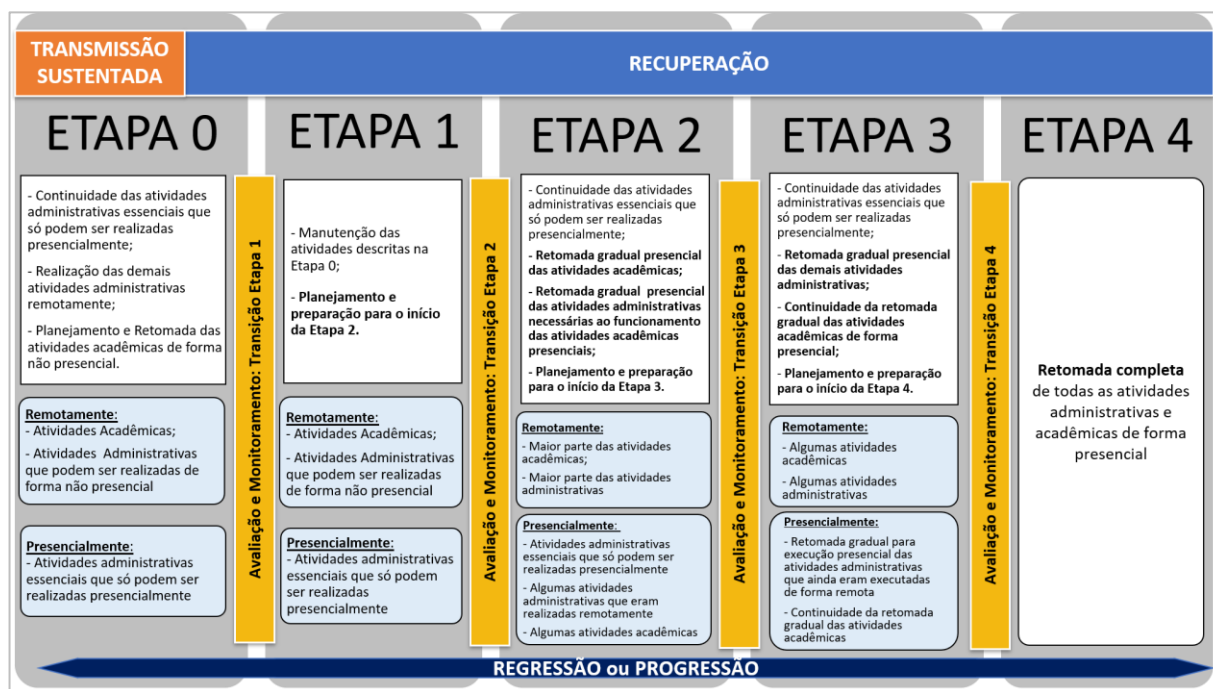 TRANSMISSÃO
SUSTENTADA
RECUPERAÇÃO
ETAPA 0
- Continuidade das atividades
administrativas essenciais que
só podem ser realizadas
presencialmente;
- Realização das demais
atividades administrativas
remotamente;
- Planejamento e Retomada das
atividades acadêmicas de forma
não presencial.
Remotamente:
- Atividades Acadêmicas;
- Atividades Administrativas
que podem ser realizadas de
forma não presencial
Presencialmente:
- Atividades administrativas
essenciais que só podem ser
realizadas presencialmente
Avaliação e Monitoramento: Transição Etapa 1
ETAPA 1
- Manutenção das
atividades descritas na
Etapa 0;
- Planejamento e
preparação para o início
da Etapa 2.
Remotamente:
- Atividades Acadêmicas;
- Atividades Administrativas
que podem ser realizadas
de forma não presencial
Presencialmente:
- Atividades administrativas
essenciais que só podem
ser realizadas
presencialmente
Avaliação e Monitoramento: Transição Etapa 2
ETAPA 2
- Continuidade das atividades
administrativas essenciais que
só podem ser realizadas
presencialmente;
- Retomada gradual presencial
das atividades acadêmicas;
- Retomada gradual presencial
das atividades administrativas
necessárias ao funcionamento
das atividades acadêmicas
presenciais;
- Planejamento e preparação
para o início da Etapa 3.
Remotamente:
- Maior parte das atividades
acadêmicas;
- Maior parte das atividades
administrativas
Presencialmente:
- Atividades administrativas
essenciais que só podem ser
realizadas presencialmente
- Algumas atividades
administrativas que eram
realizadas remotamente
- Algumas atividades acadêmicas
Avaliação e Monitoramento: Transição Etapa 3
ETAPA 3
- Continuidade das atividades
administrativas essenciais que
só podem ser realizadas
presencialmente;
- Retomada gradual presencial
das demais atividades
administrativas;
- Continuidade da retomada
gradual das atividades
acadêmicas de forma
presencial;
- Planejamento e preparação
para o início da Etapa 4.
Remotamente:
- Algumas atividades
acadêmicas
- Algumas atividades
administrativas
Presencialmente:
- Retomada gradual para
execução presencial das
atividades administrativas
que ainda eram executadas
de forma remota
- Continuidade da retomada
gradual das atividades
acadêmicas
Avaliação e Monitoramento: Transição Etapa 4
ETAPA 4
Retomada completa
de todas as atividades
administrativas e
acadêmicas de forma
presencial
REGRESSÃO ou PROGRESSÃO